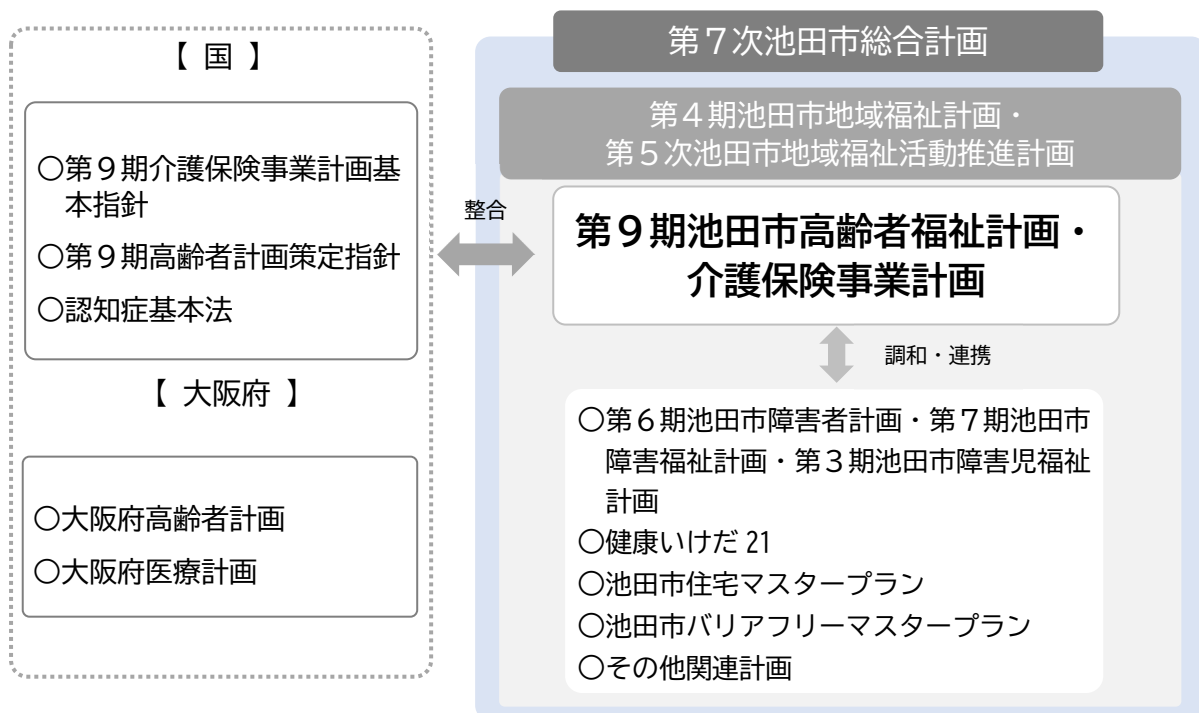 【 国 】
〇第９期介護保険事業計画基
本指針
〇第９期高齢者計画策定指針
〇認知症基本法
【 大阪府 】
〇大阪府高齢者計画
〇大阪府医療計画
整合
第７次池田市総合計画
第４期池田市地域福祉計画・
第５次池田市地域福祉活動推進計画
第９期池田市高齢者福祉計画・
介護保険事業計画
調和・連携
〇第６期池田市障害者計画・第７期池田市
障害福祉計画・第３期池田市障害児福祉
計画
〇健康いけだ 21
〇池田市住宅マスタープラン
〇池田市バリアフリーマスタープラン
〇その他関連計画